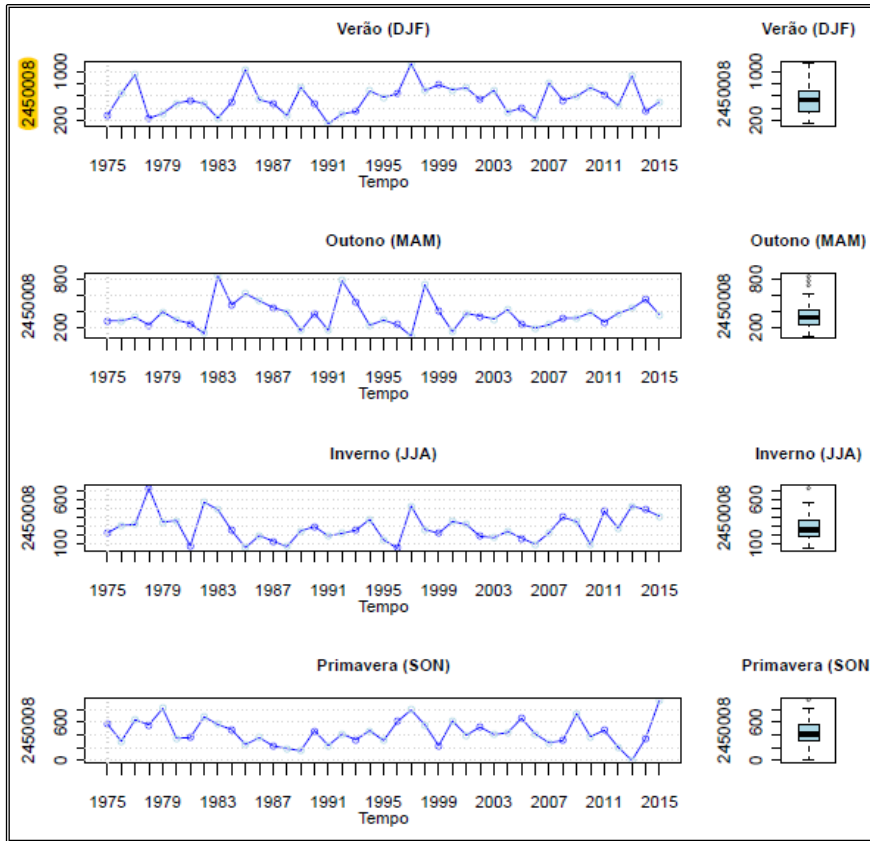 Verão (DJF)
Verão (DJF)
2450008
200 1000
2450008
200 1000
1975 1979 1983 1987 1991 1995 1999 2003 2007 2011 2015
Tempo
Outono (MAM)
Outono (MAM)
2450008
200 800
2450008
200 800
1975 1979 1983 1987 1991 1995 1999 2003 2007 2011 2015
Tempo
Inverno (JJA)
Inverno (JJA)
2450008
100 600
2450008
100 600
1975 1979 1983 1987 1991 1995 1999 2003 2007 2011 2015
Tempo
Primavera (SON)
Primavera (SON
2450008
0 600
2450008
0 600
1975 1979 1983 1987 1991 1995 1999 2003 2007 2011 2015
Tempo